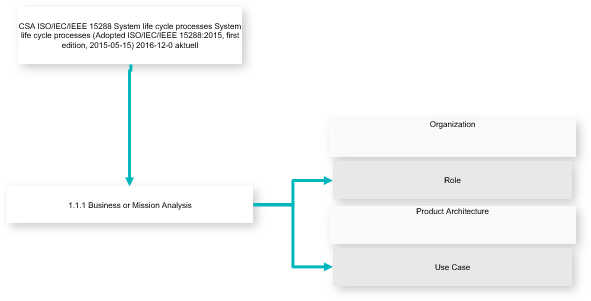 CSA ISO/IEC/IEEE 15288 System life cycle processes System
life cycle processes (Adopted ISO/IEC/IEEE 15288:2015, first
edition, 2015-05-15) 2016-12-0 aktuell
Organization
Role
1.1.1 Business or Mission Analysis
Product Architecture
Use Case